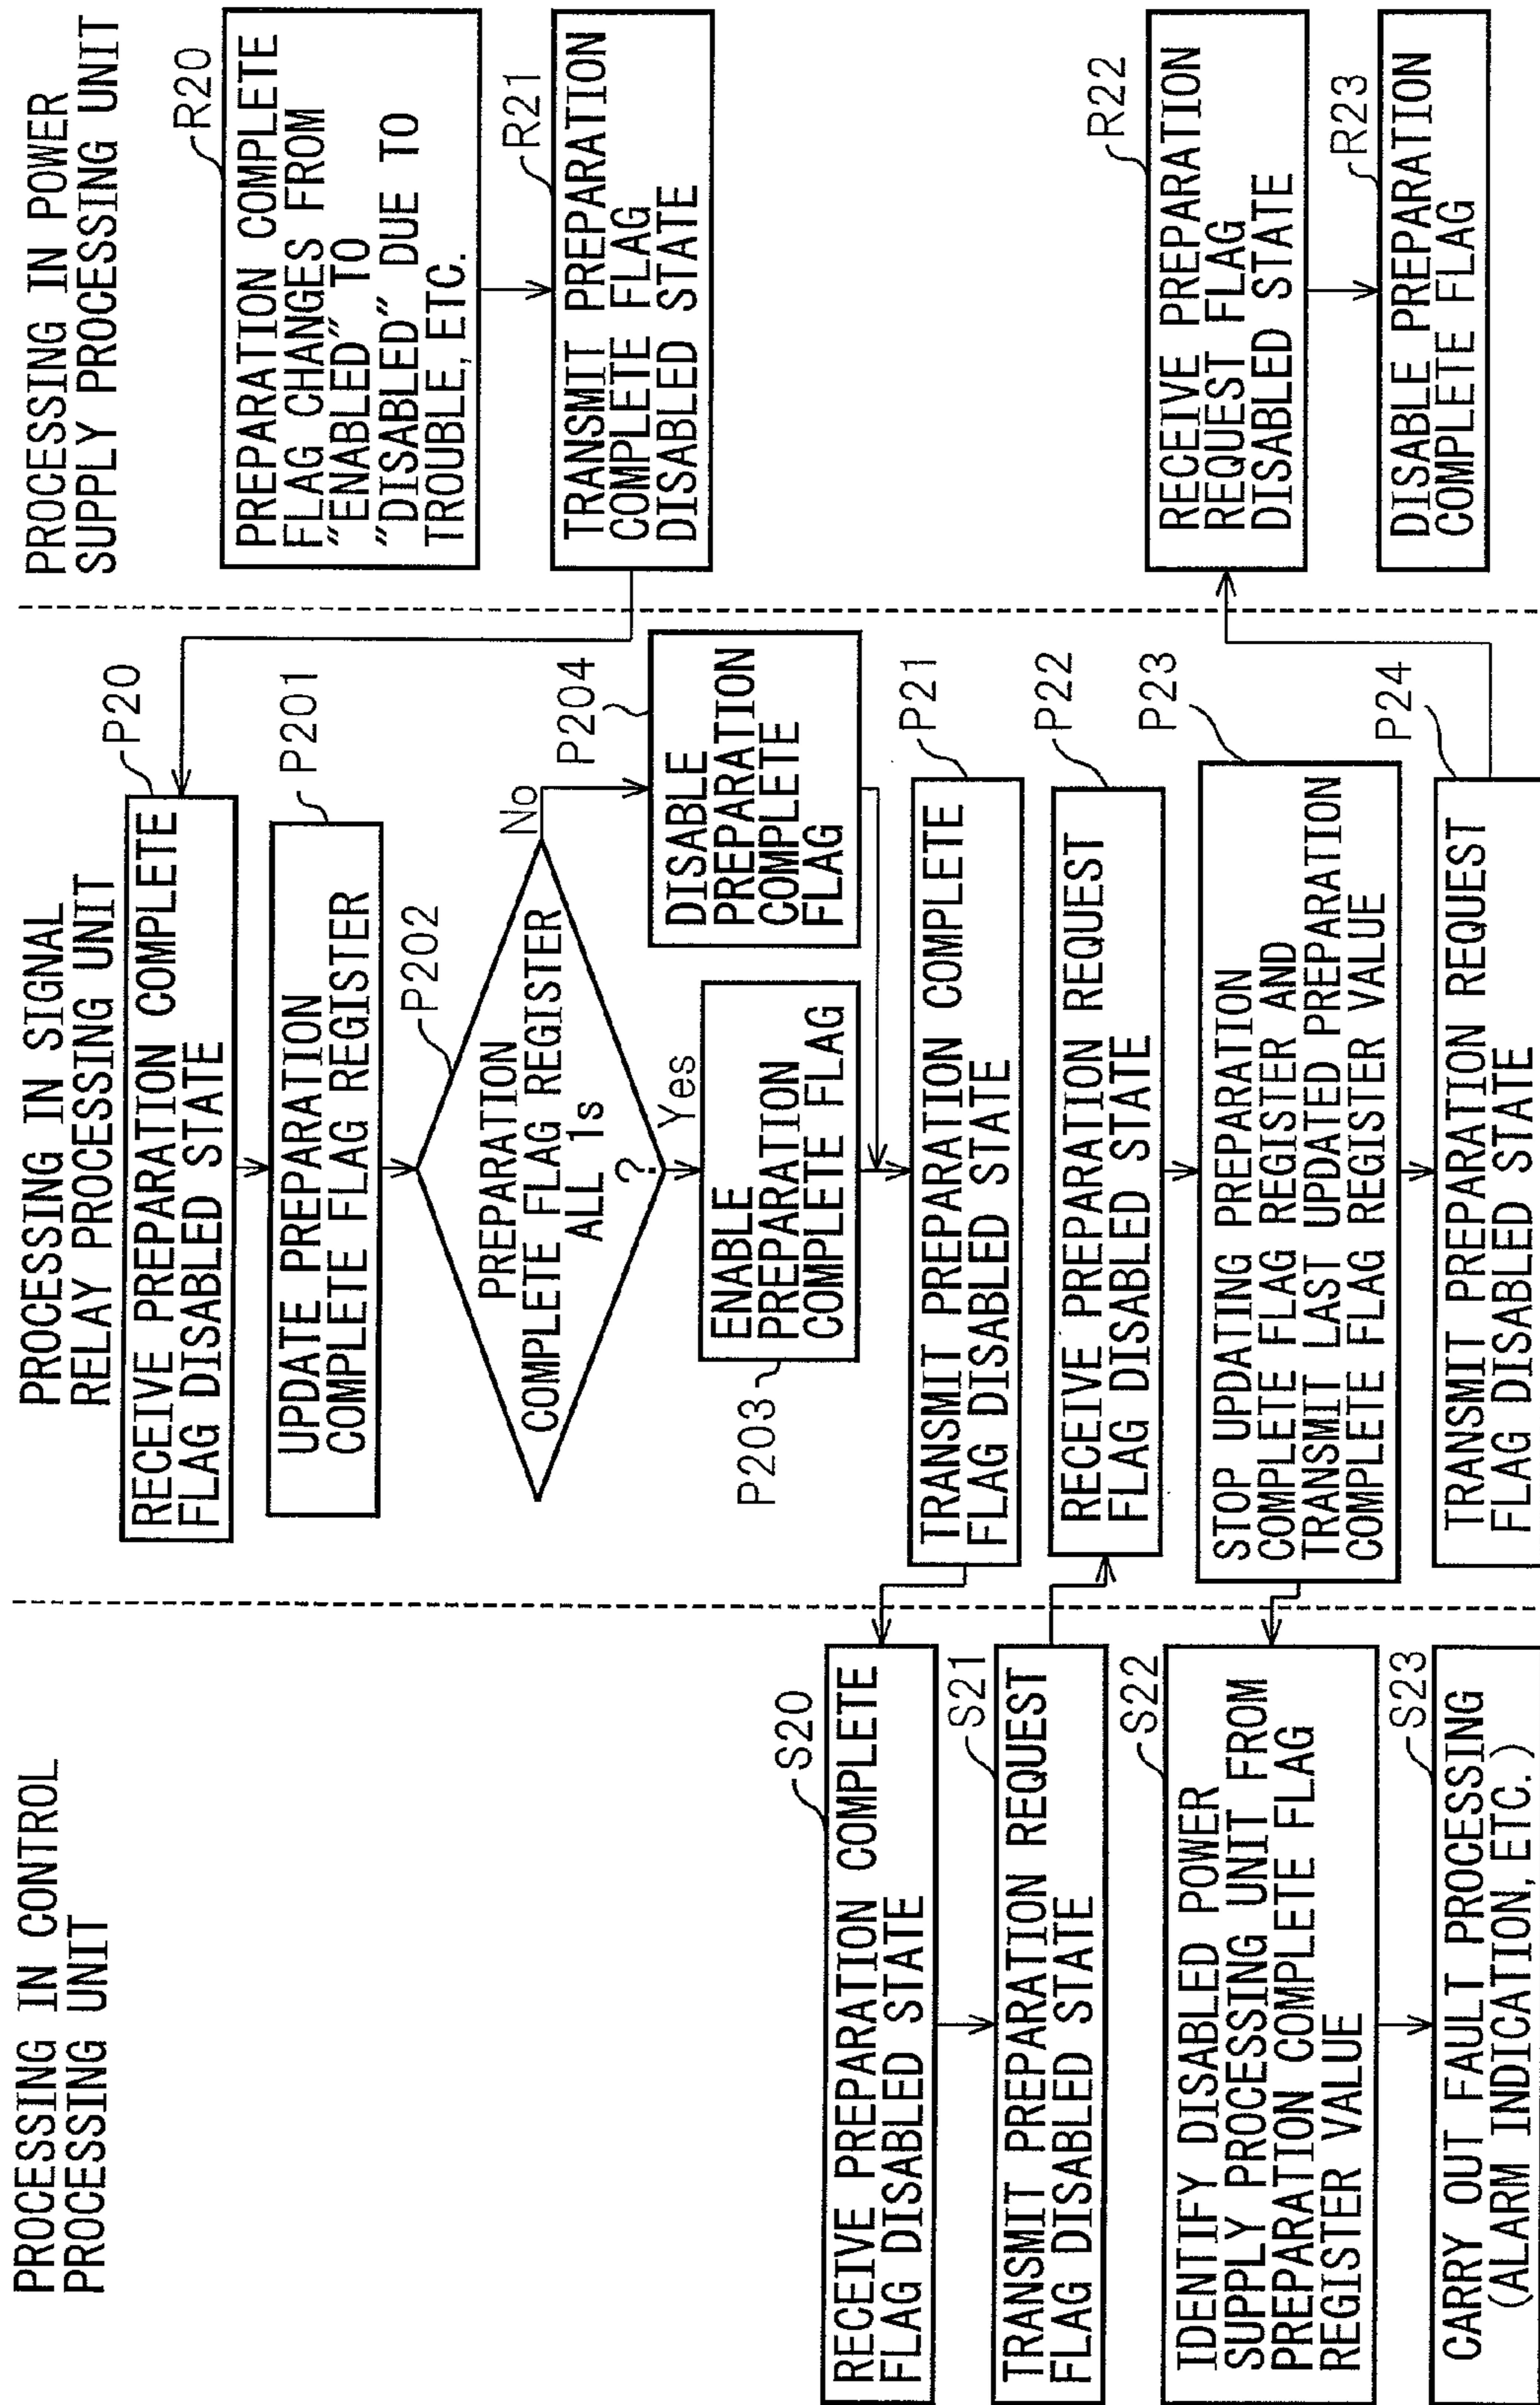 PROCESSING IN CONTROL
PROCESSING UNIT
S20
RECEIVE PREPARATION COMPLETE
FLAG DISABLED STATE
S21
TRANSMIT PREPARATION REQUEST
FLAG DISABLED STATE
S22
IDENTIFY DISABLED POWER
SUPPLY PROCESSING UNIT FROM
PREPARATION COMPLETE FLAG
REGISTER VALUE
S23
CARRY OUT FAULT PROCESSING
(ALARM INDICATION, ETC.)
PROCESSING IN SIGNAL
RELAY PROCESSING UNIT
P20
RECEIVE PREPARATION COMPLETE
FLAG DISABLED STATE
P201
UPDATE PREPARATION
COMPLETE FLAG REGISTER
P202
PREPARATION
COMPLETE FLAG REGISTER
ALL 1s
?
No
Yes
P203
ENABLE
PREPARATION
COMPLETE FLAG
P204
DISABLE
PREPARATION
COMPLETE
FLAG
P21
TRANSMIT PREPARATION COMPLETE
FLAG DISABLED STATE
P22
RECEIVE PREPARATION REQUEST
FLAG DISABLED STATE
P23
STOP UPDATING PREPARATION
COMPLETE FLAG REGISTER AND
TRANSMIT LAST UPDATED PREPARATION
COMPLETE FLAG REGISTER VALUE
P24
TRANSMIT PREPARATION REQUEST
FLAG DISABLED STATE
PROCESSING IN POWER
SUPPLY PROCESSING UNIT
R20
PREPARATION COMPLETE
FLAG CHANGES FROM
"ENABLED" TO
"DISABLED" DUE TO
TROUBLE, ETC.
R21
TRANSMIT PREPARATION
COMPLETE FLAG
DISABLED STATE
R22
RECEIVE PREPARATION
REQUEST FLAG
DISABLED STATE
R23
DISABLE PREPARATION
COMPLETE FLAG